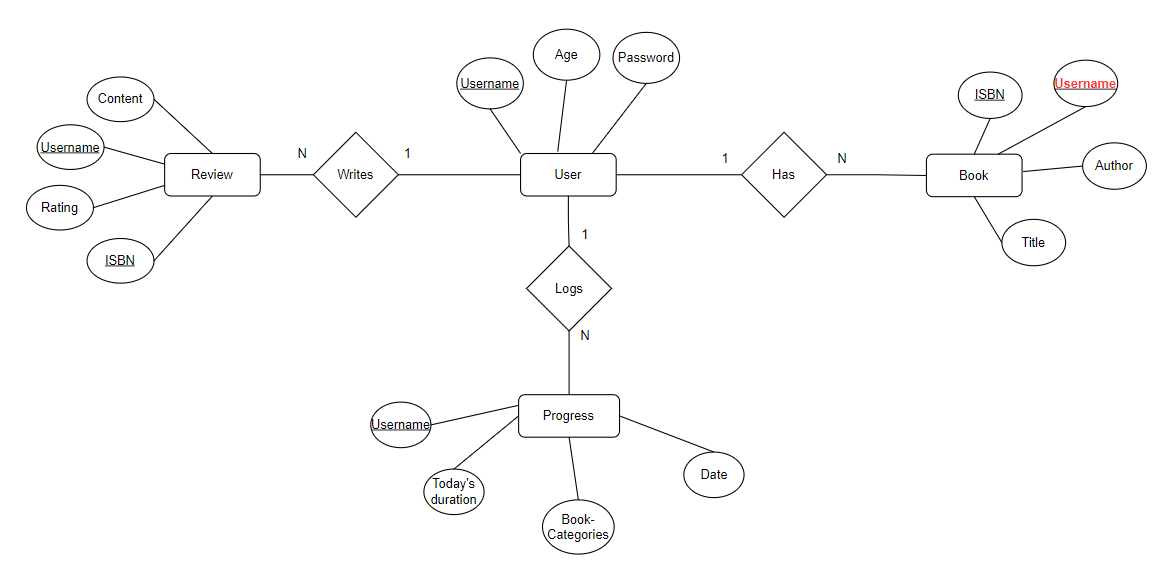 Age
Password
Username
ISBN
Username
Content
Username
Review
N
Writes
1
User
1
Has
N
Book
Author
Rating
ISBN
Title
1
Logs
N
Progress
Username
Today's
duration
Book-
Categories
Date